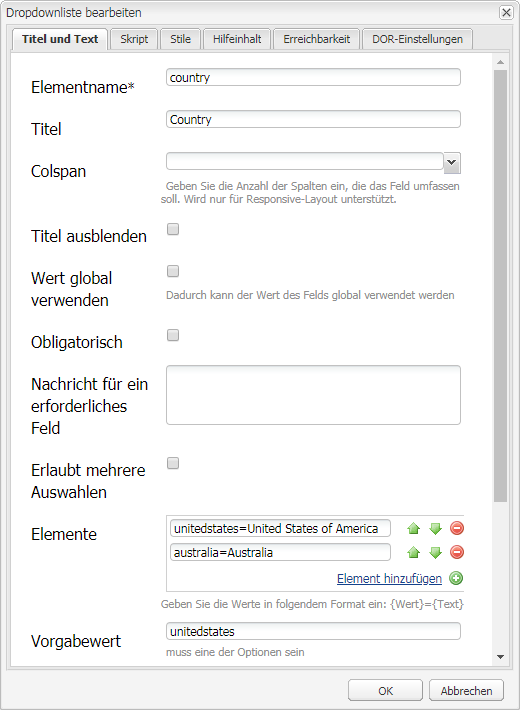 Dropdownliste bearbeiten
Titel und Text Skript Stile Hilfeinhalt Erreichbarkeit DOR-Einstellungen
Elementname* country
Titel Country
Colspan
Geben Sie die Anzahl der Spalten ein, die das Feld umfassen
soll. Wird nur für Responsive-Layout unterstützt.
Titel ausblenden
Wert global
verwenden
Dadurch kann der Wert des Felds global verwendet werden
Obligatorisch
Nachricht für ein
erforderliches
Feld
Erlaubt mehrere
Auswahlen
Elemente unitedstates=United States of America
australia=Australia
Element hinzufügen
Geben Sie die Werte in folgendem Format ein: {Wert}={Text}
Vorgabewert unitedstates
muss eine der Optionen sein
OK Abbrechen